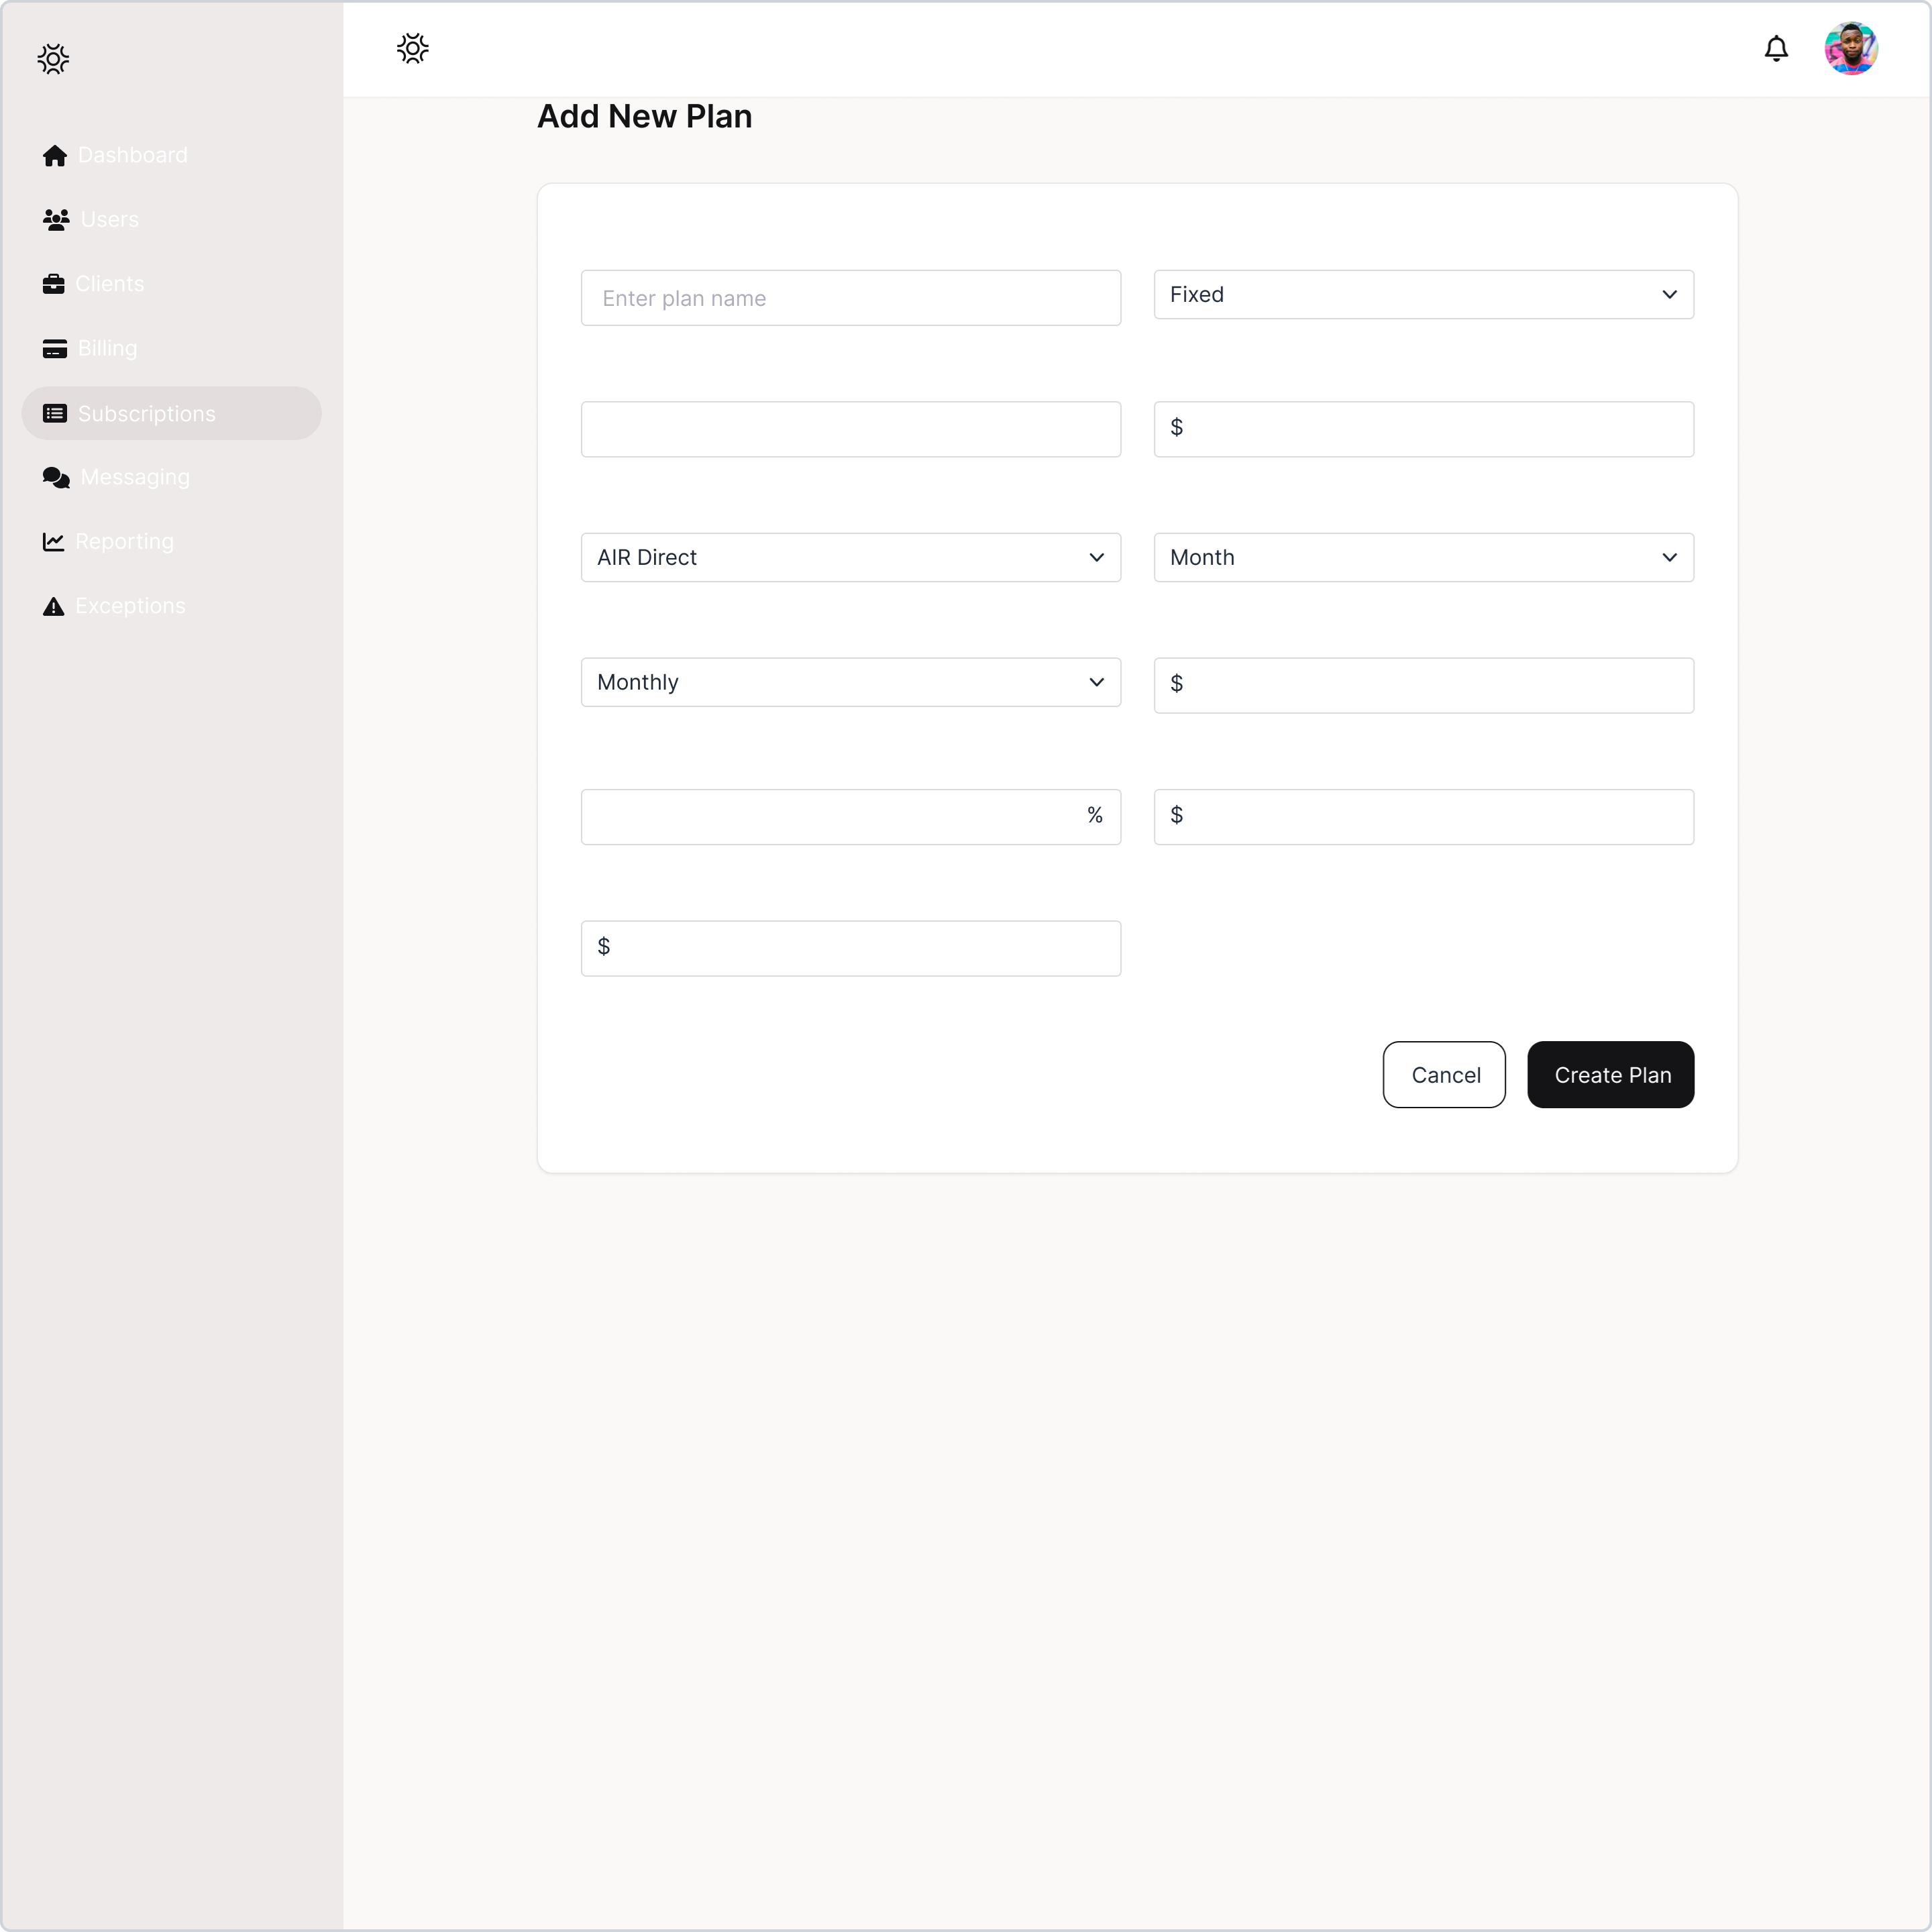 Dashboard
Users
Clients
Billing
Subscriptions
Messaging
Reporting
Exceptions
Add New Plan
Enter plan name
Fixed
$
AIR Direct
Month
Monthly
$
%
$
$
Cancel
Create Plan